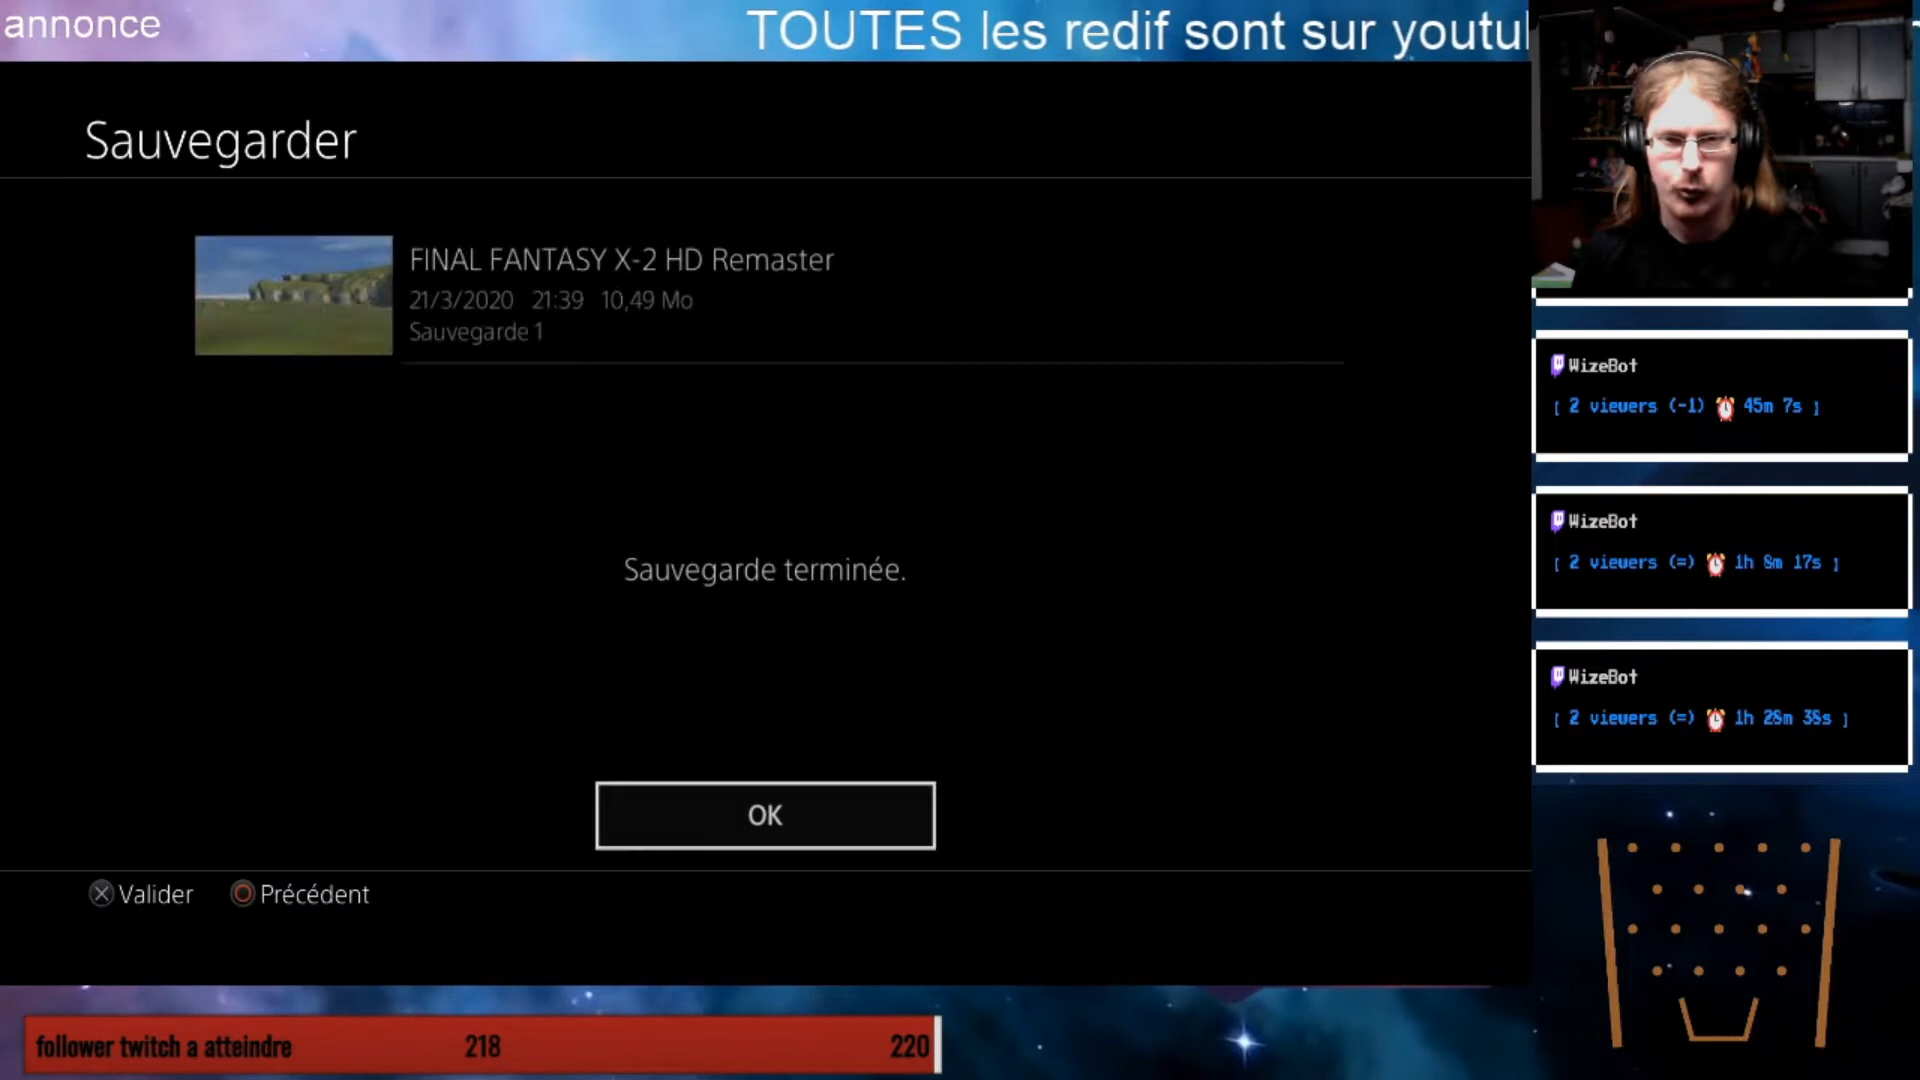 annonce
TOUTES les redif sont sur youtu
Sauvegarder
FINAL FANTASY X-2 HD Remaster
21/3/2020 21:39 10,49 Mo
Sauvegarde 1
Sauvegarde terminée.
OK
Valider Précédent
WizeBot
[ 2 viewers (-1) ⏰ 45m 7s ]
WizeBot
[ 2 viewers (=) ⏰ 1h 8m 17s ]
WizeBot
[ 2 viewers (=) ⏰ 1h 28m 38s ]
follower twitch a atteindre 218 220